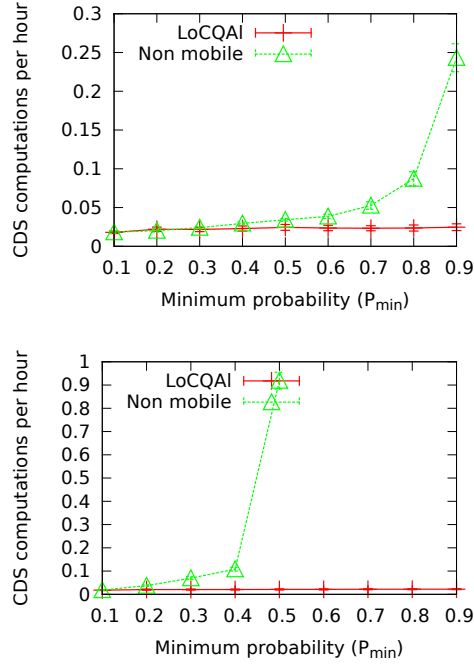 CDS computations per hour
0.3
0.25
0.2
0.15
0.1
0.05
0
LoCQAI
Non mobile
0.1 0.2 0.3 0.4 0.5 0.6 0.7 0.8 0.9
Minimum probability (Pmin)
CDS computations per hour
1
0.9
0.8
0.7
0.6
0.5
0.4
0.3
0.2
0.1
0
LoCQAI
Non mobile
0.1 0.2 0.3 0.4 0.5 0.6 0.7 0.8 0.9
Minimum probability (Pmin)